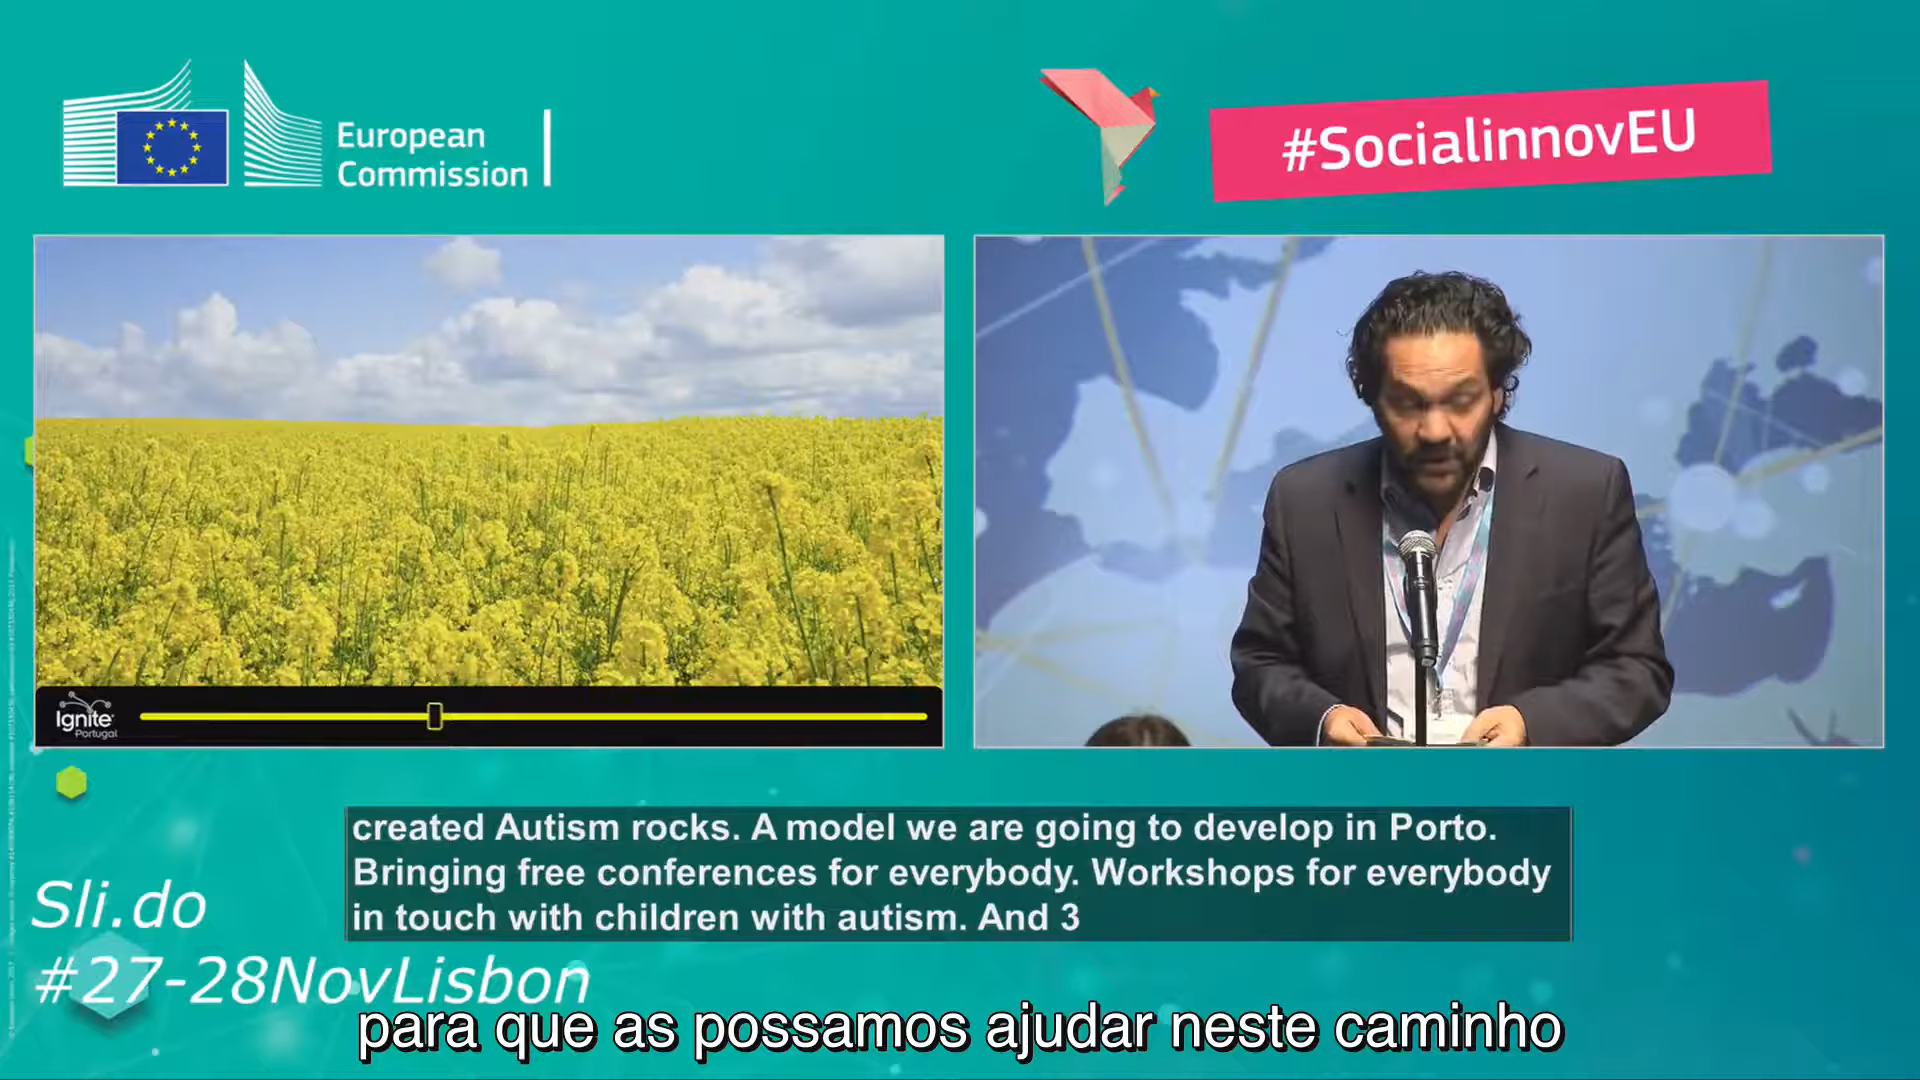 European
Commission
#SocialinnovEU
Ignite
Portugal
created Autism rocks. A model we are going to develop in Porto.
Bringing free conferences for everybody. Workshops for everybody
in touch with children with autism. And 3
Sli.do
#27-28NovLisbon
para que as possamos ajudar neste caminho